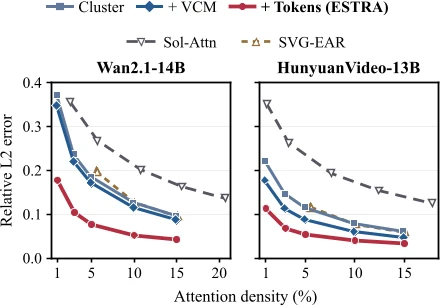 Cluster + VCM + Tokens (ESTRA)
Sol-Attn SVG-EAR
Wan2.1-14B HunyuanVideo-13B
Relative L2 error
0.4
0.3
0.2
0.1
0.0
1 5 10 15 20 1 5 10 15
Attention density (%)